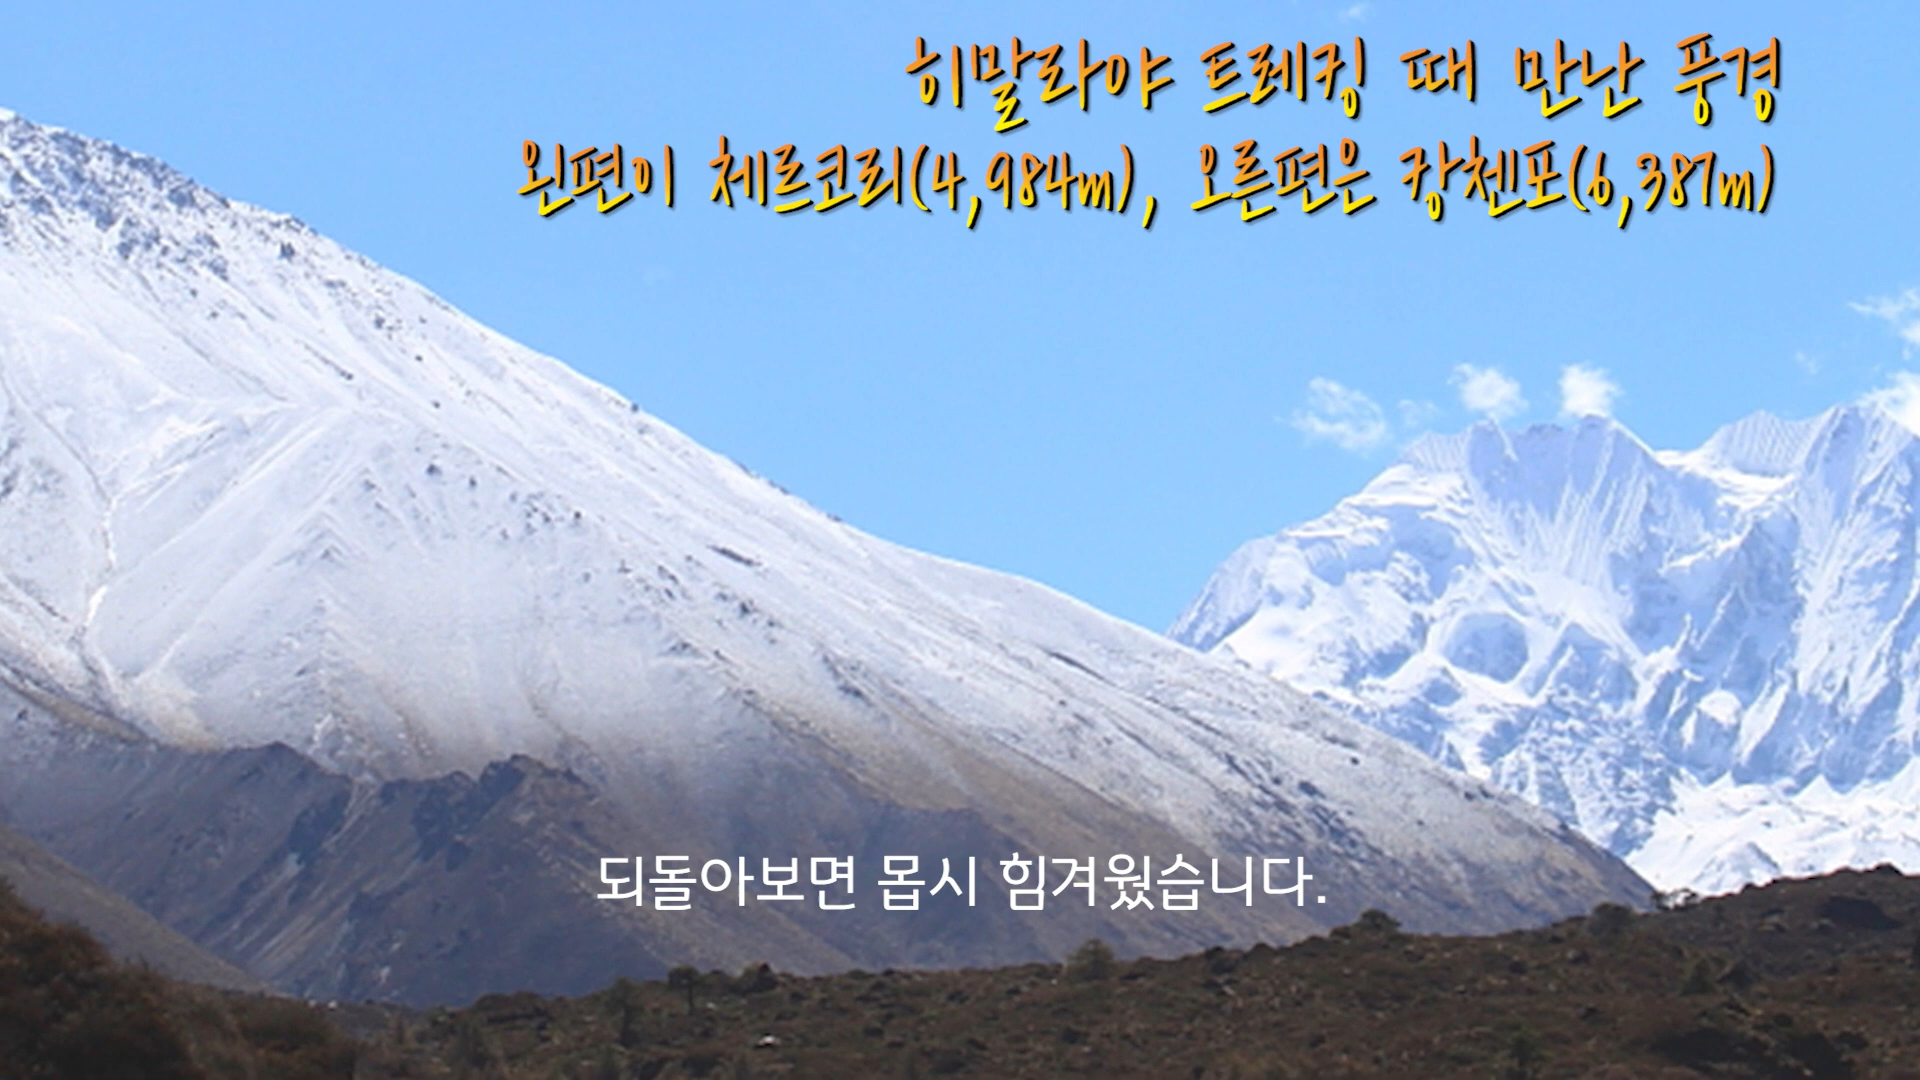 히말라야 트레킹 때 만난 풍경
왼편이 체르코리(4,984m), 오른편은 캉첸포(6,387m)
되돌아보면 몹시 힘겨웠습니다.